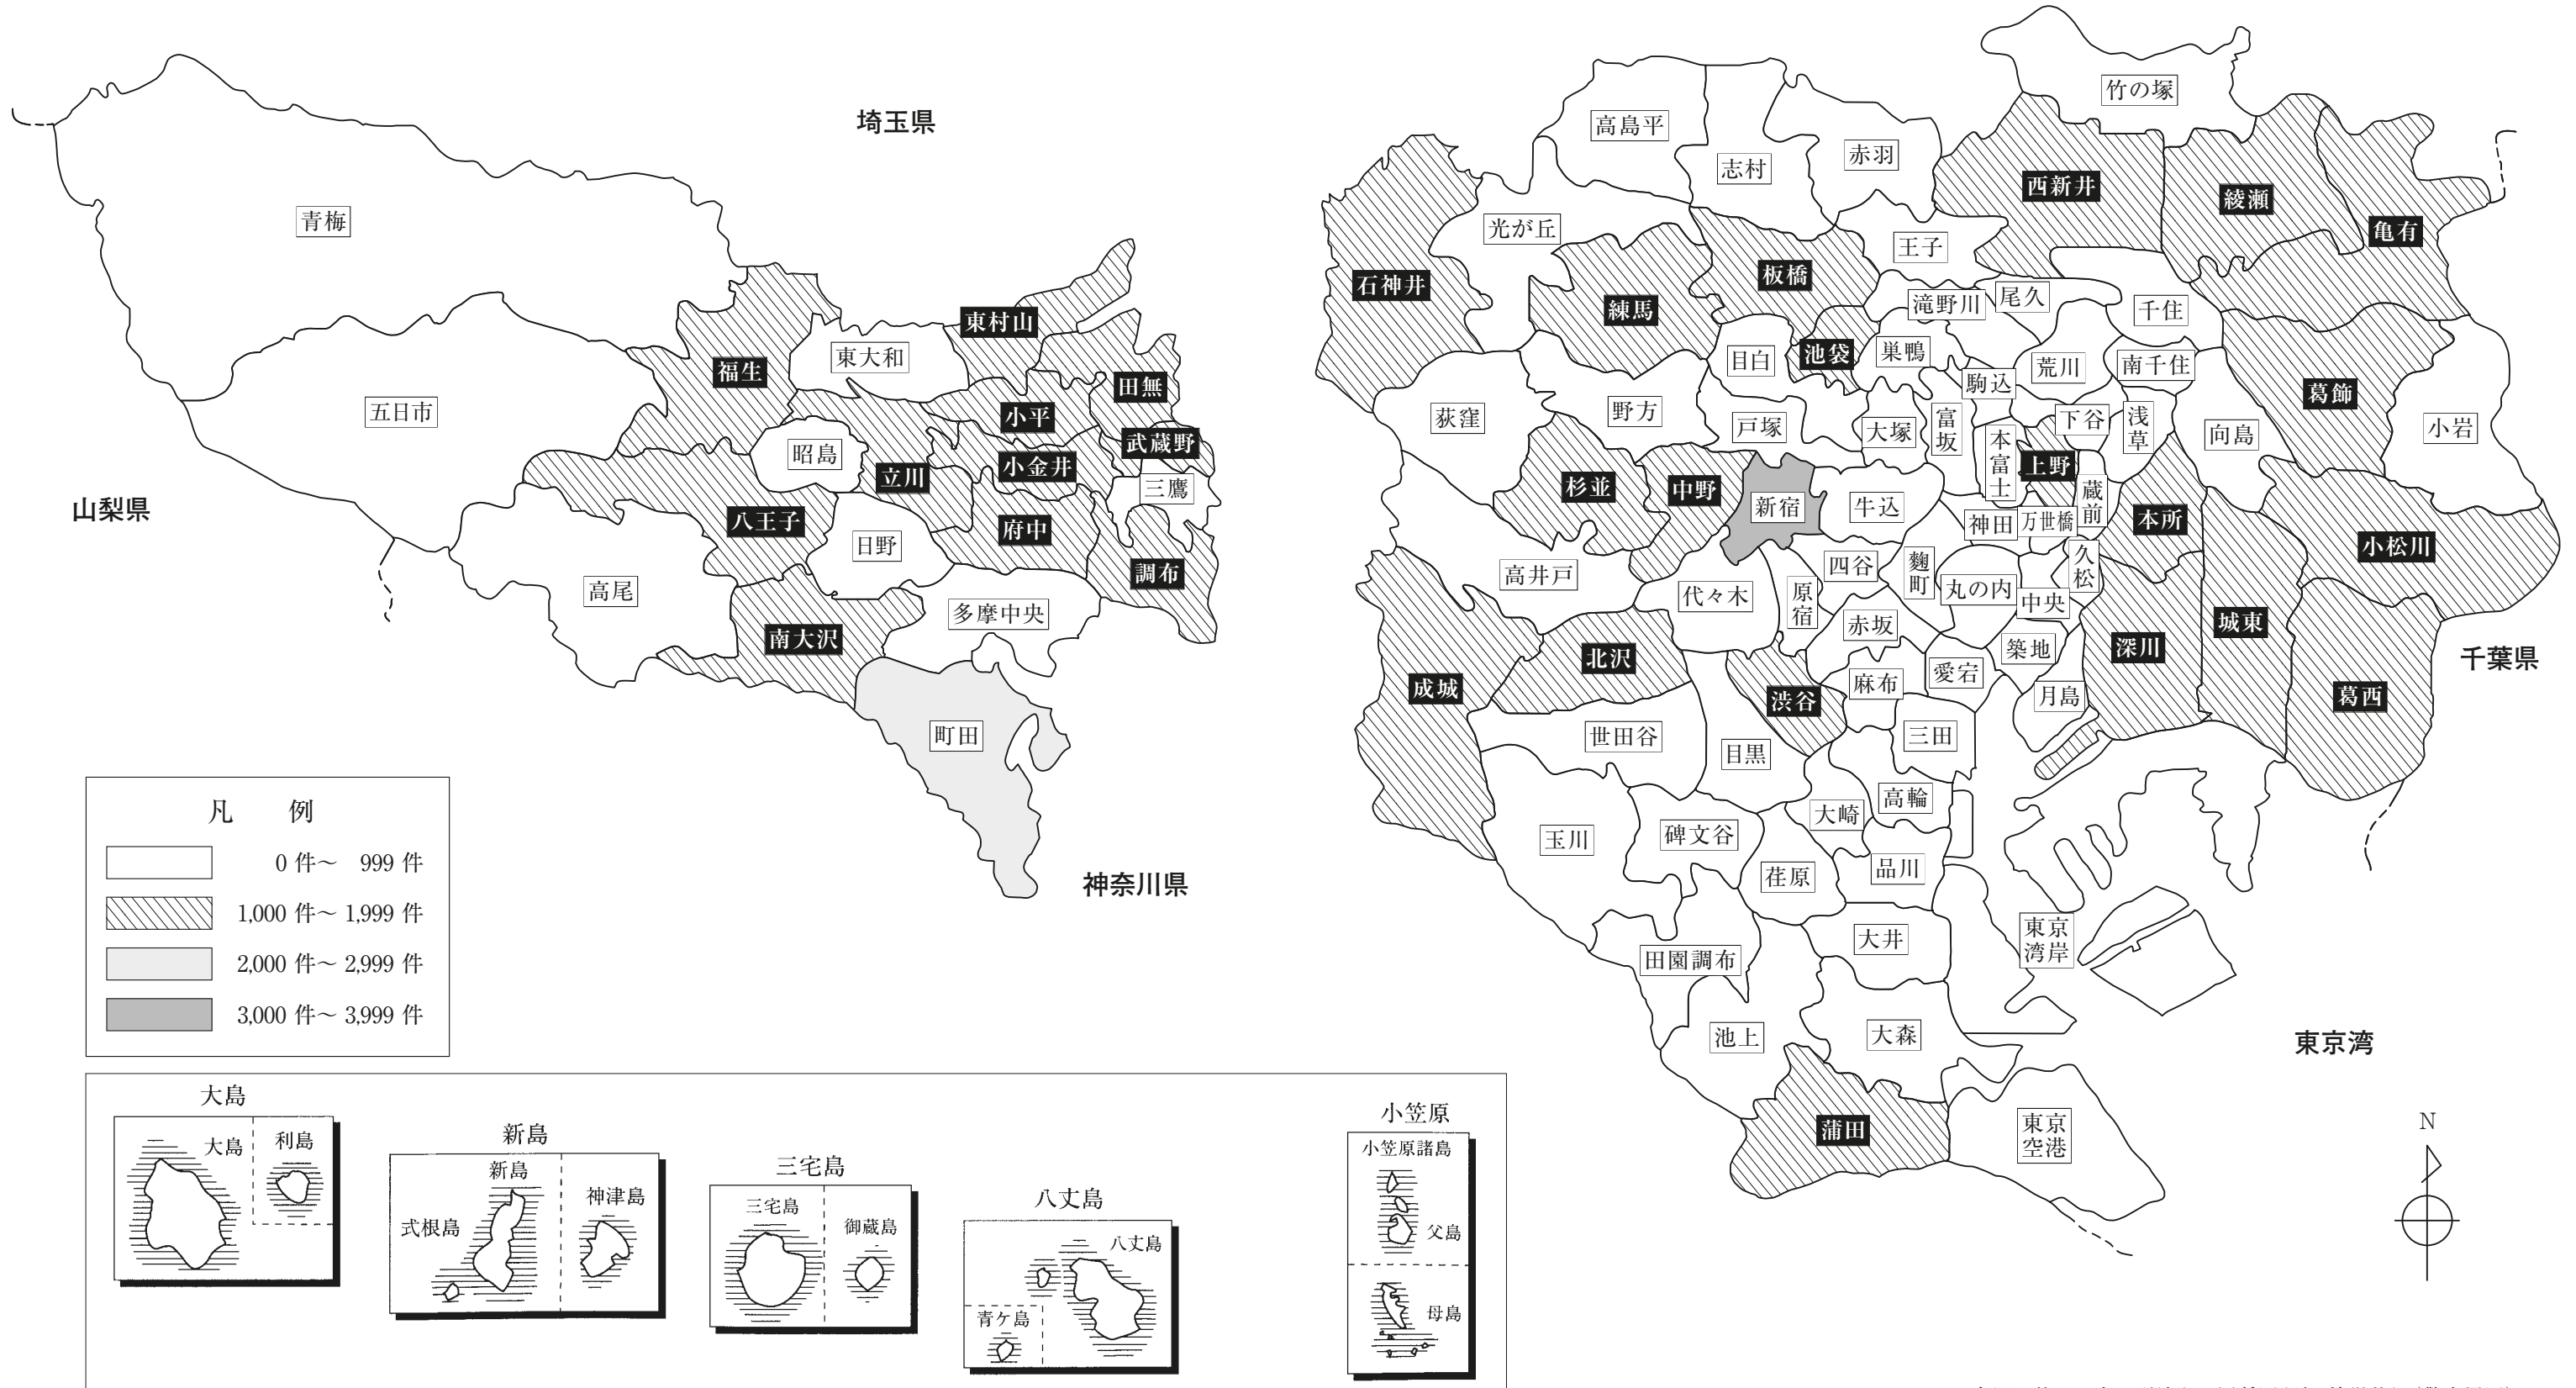 埼玉県
山梨県
神奈川県
千葉県
東京湾
青梅
五日市
福生
東大和
東村山
田無
小平
武蔵野
小金井
三鷹
昭島
立川
八王子
日野
府中
調布
高尾
南大沢
多摩中央
町田
竹の塚
高島平
志村
赤羽
西新井
綾瀬
亀有
光が丘
石神井
練馬
板橋
王子
滝野川
尾久
千住
目白
池袋
巣鴨
荒川
南千住
駒込
葛飾
荻窪
野方
戸塚
大塚
富坂
本富士
下谷
浅草
向島
小岩
上野
蔵前
杉並
中野
新宿
牛込
神田
万世橋
本所
小松川
久松
高井戸
代々木
原宿
四谷
麴町
丸の内
中央
赤坂
築地
深川
城東
北沢
成城
渋谷
麻布
愛宕
月島
葛西
世田谷
目黒
三田
大崎
高輪
玉川
碑文谷
荏原
品川
東京
湾岸
大井
田園調布
池上
大森
蒲田
東京
空港
N
凡 例
0 件～ 999 件
1,000 件～ 1,999 件
2,000 件～ 2,999 件
3,000 件～ 3,999 件
大島
大島
利島
新島
新島
式根島
神津島
三宅島
三宅島
御蔵島
八丈島
八丈島
青ケ島
小笠原
小笠原諸島
父島
母島